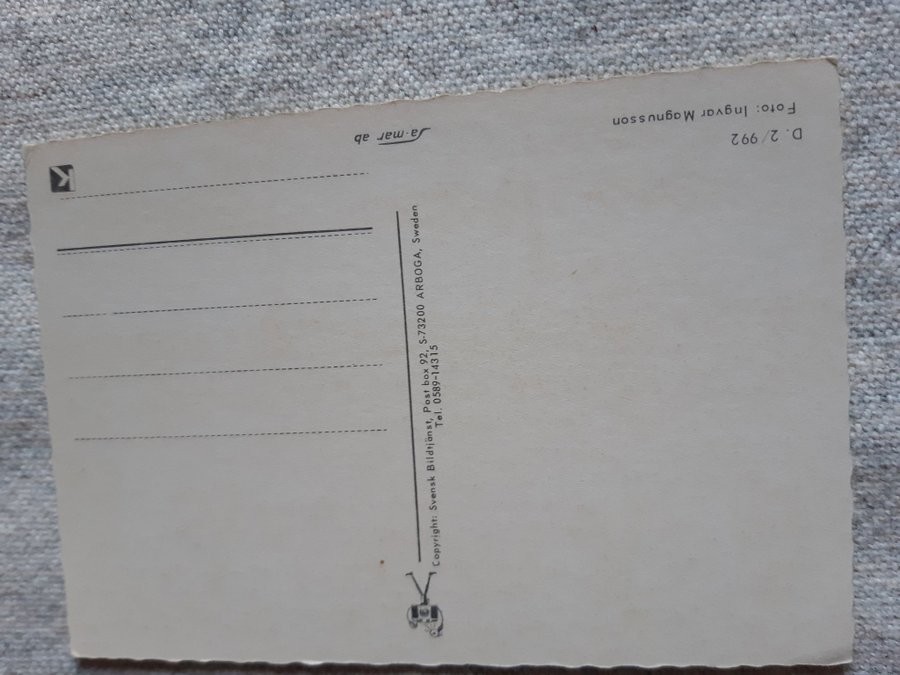 D. 2/992
Foto: Ingvar Magnusson
Sa-mar ab
Copyright: Svensk Bildtjänst, Post box 92, S-73200 ARBOGA, Sweden
Tel. 0589-14315
K